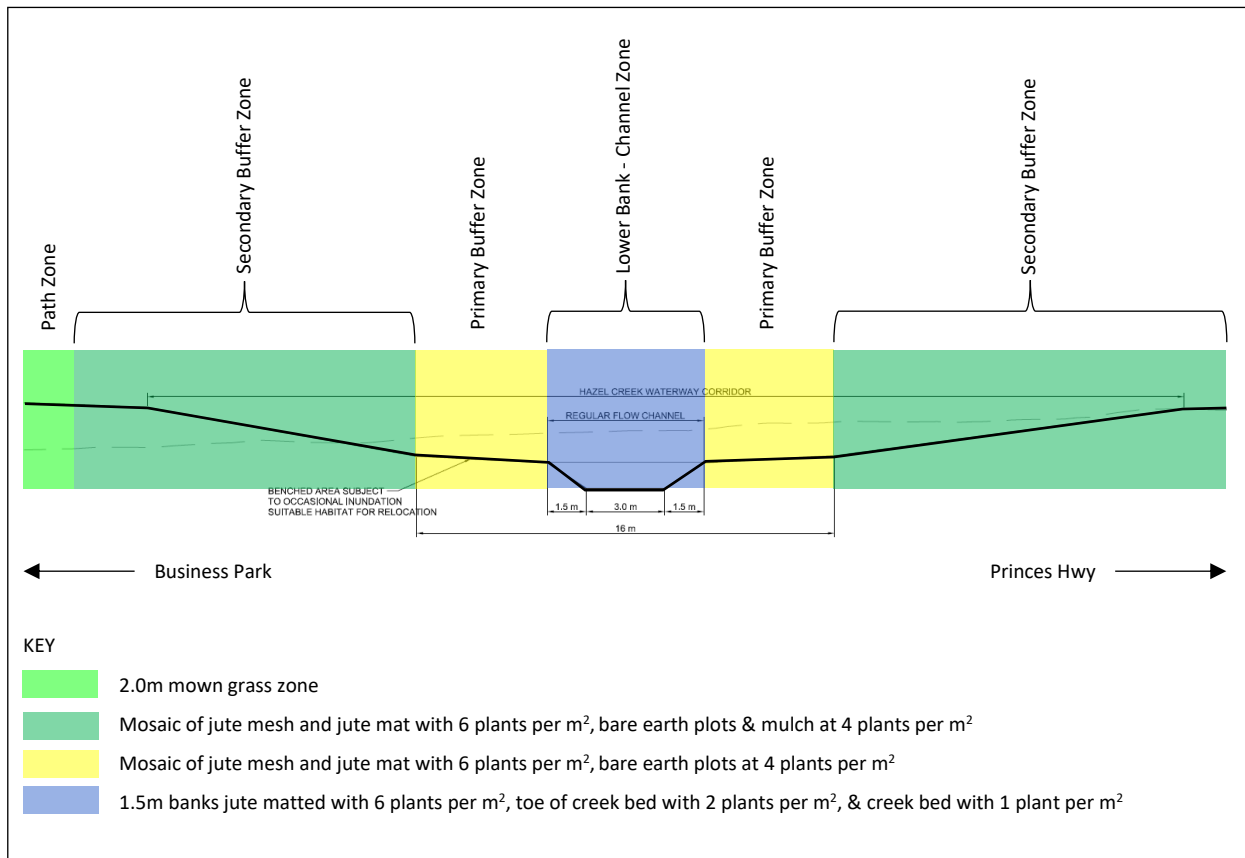 Path Zone
Secondary Buffer Zone
Primary Buffer Zone
Lower Bank - Channel Zone
Primary Buffer Zone
Secondary Buffer Zone
HAZEL CREEK WATERWAY CORRIDOR
REGULAR FLOW CHANNEL
BENCHED AREA SUBJECT
TO OCCASIONAL INUNDATION
SUITABLE HABITAT FOR RELOCATION
1.5 m
3.0 m
1.5 m
16 m
Business Park
Princes Hwy
KEY
2.0m mown grass zone
Mosaic of jute mesh and jute mat with 6 plants per m², bare earth plots & mulch at 4 plants per m²
Mosaic of jute mesh and jute mat with 6 plants per m², bare earth plots at 4 plants per m²
1.5m banks jute matted with 6 plants per m², toe of creek bed with 2 plants per m², & creek bed with 1 plant per m²